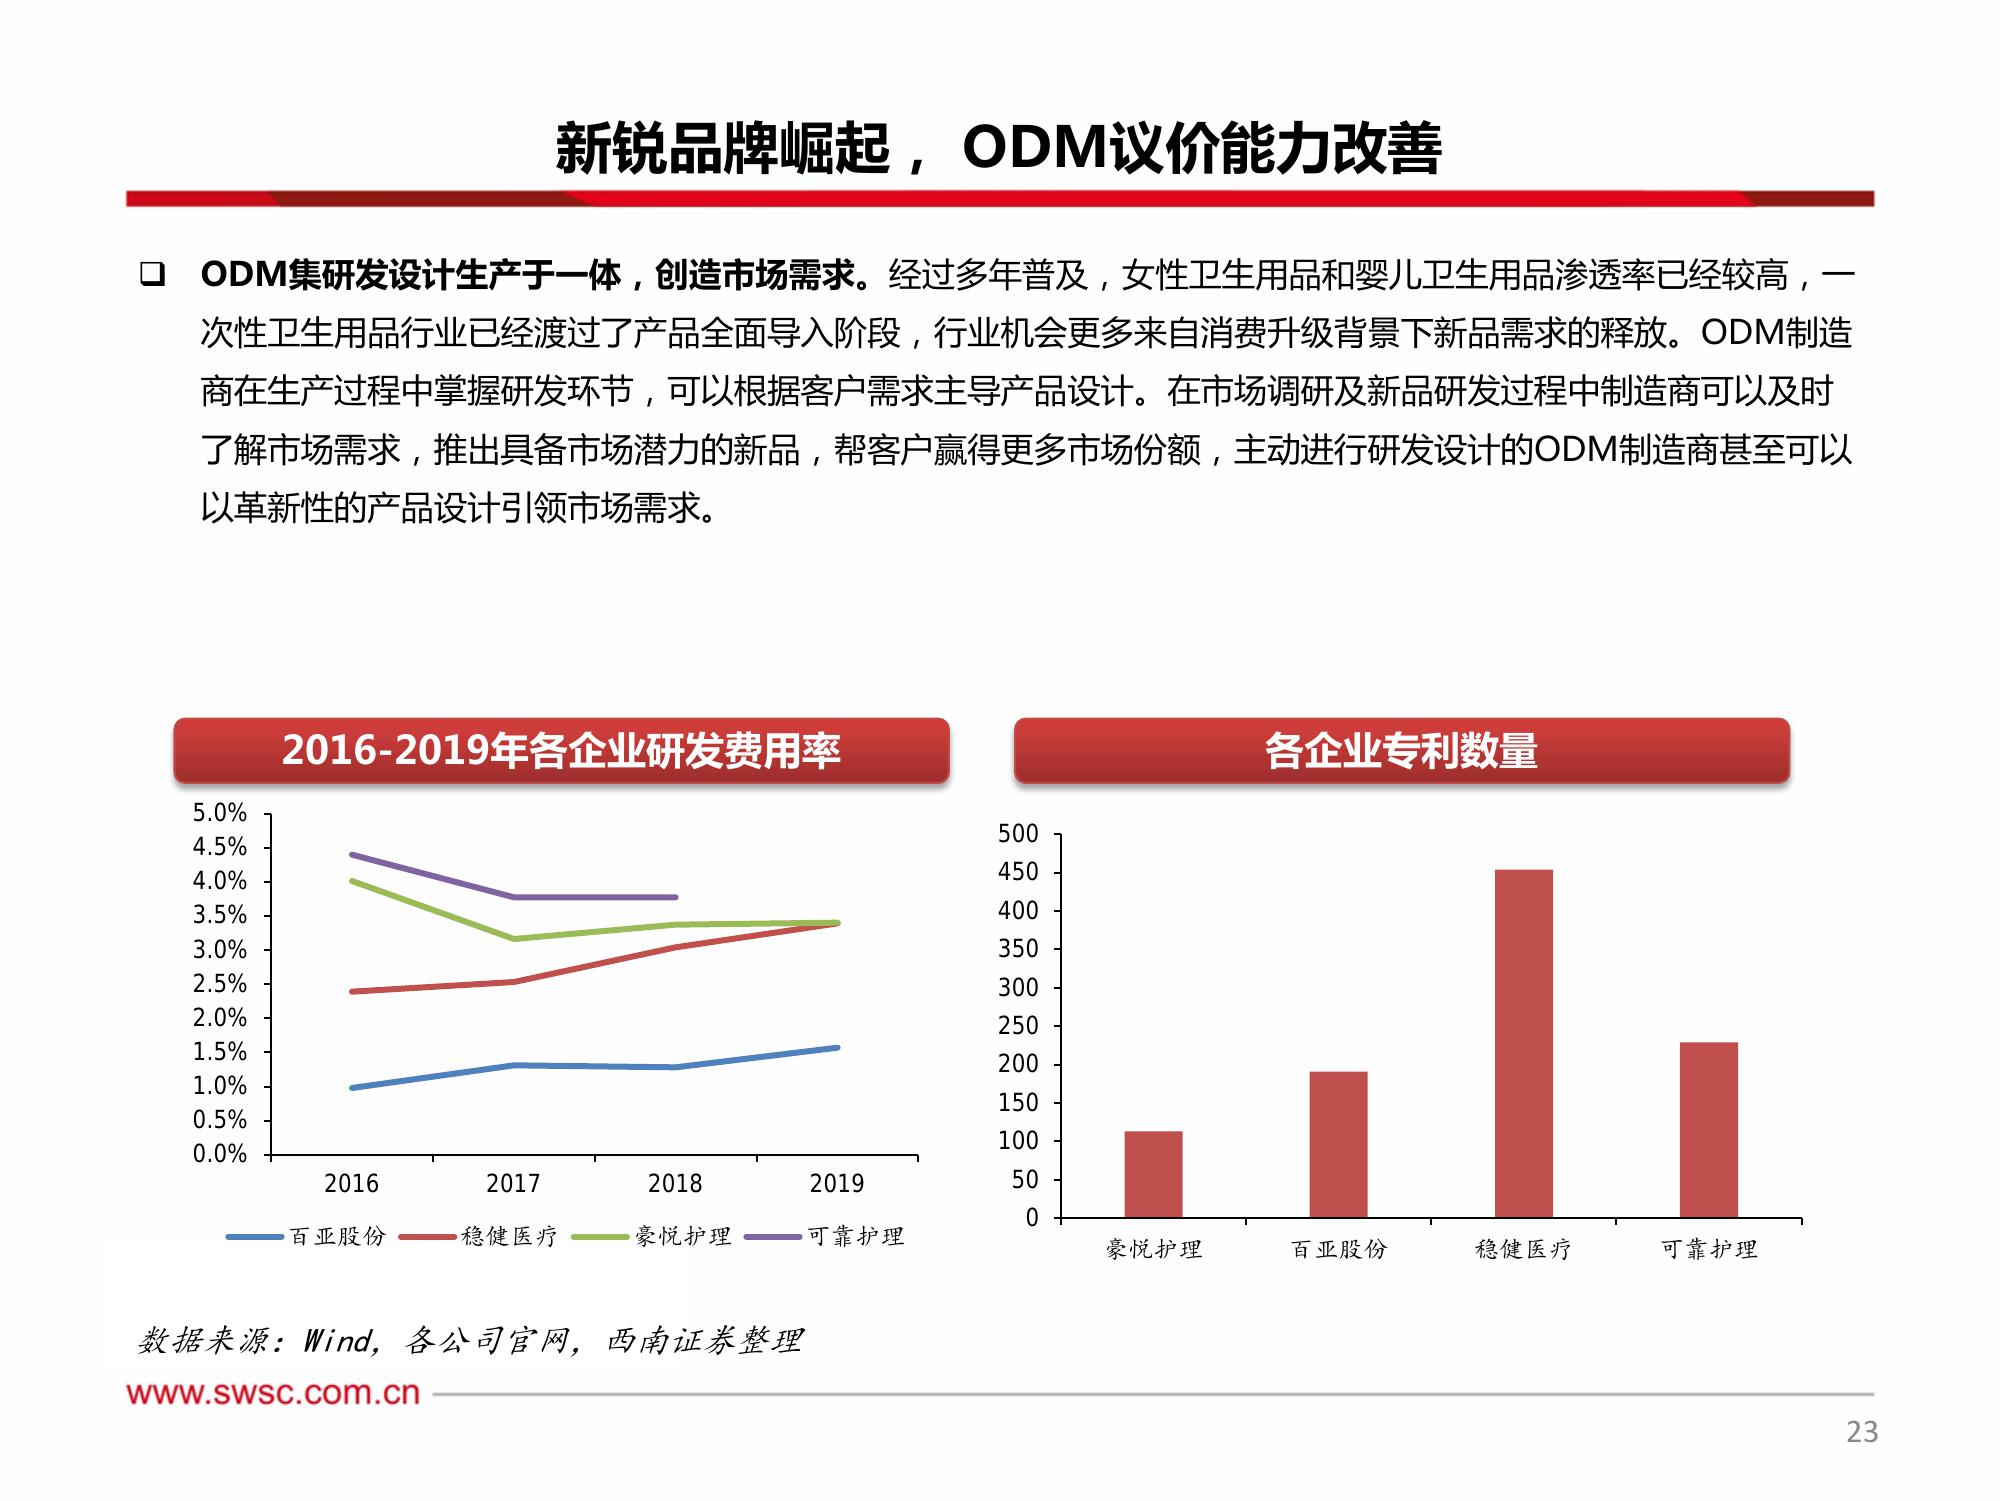 新锐品牌崛起，ODM议价能力改善
❑ ODM集研发设计生产于一体，创造市场需求。经过多年普及，女性卫生用品和婴儿卫生用品渗透率已经较高，一
次性卫生用品行业已经渡过了产品全面导入阶段，行业机会更多来自消费升级背景下新品需求的释放。ODM制造
商在生产过程中掌握研发环节，可以根据客户需求主导产品设计。在市场调研及新品研发过程中制造商可以及时
了解市场需求，推出具备市场潜力的新品，帮客户赢得更多市场份额，主动进行研发设计的ODM制造商甚至可以
以革新性的产品设计引领市场需求。
2016-2019年各企业研发费用率
5.0%
4.5%
4.0%
3.5%
3.0%
2.5%
2.0%
1.5%
1.0%
0.5%
0.0%
2016 2017 2018 2019
百亚股份 稳健医疗 豪悦护理 可靠护理
各企业专利数量
500
450
400
350
300
250
200
150
100
50
0
豪悦护理 百亚股份 稳健医疗 可靠护理
数据来源：Wind，各公司官网，西南证券整理
www.swsc.com.cn
23